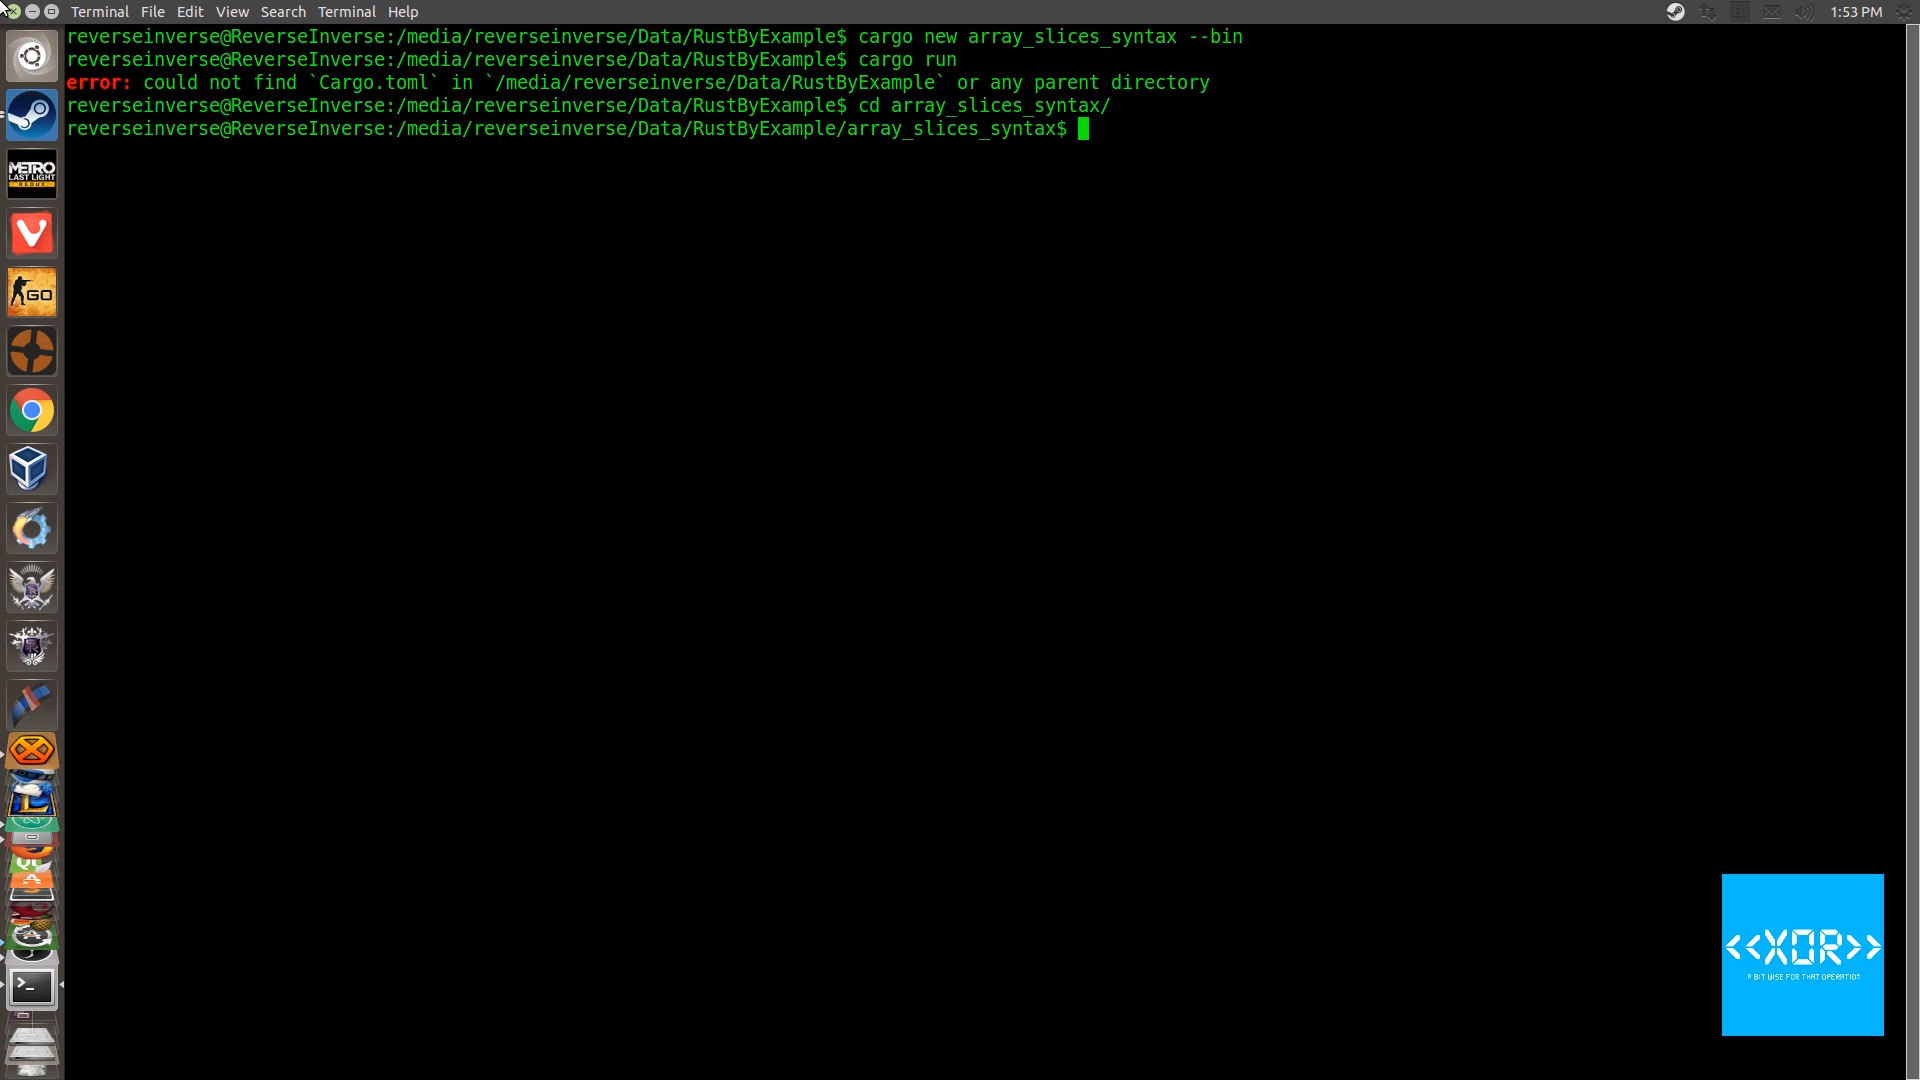 Terminal File Edit View Search Terminal Help 1:53 PM
reverseinverse@ReverseInverse:/media/reverseinverse/Data/RustByExample$ cargo new array_slices_syntax --bin
reverseinverse@ReverseInverse:/media/reverseinverse/Data/RustByExample$ cargo run
error: could not find `Cargo.toml` in `/media/reverseinverse/Data/RustByExample` or any parent directory
reverseinverse@ReverseInverse:/media/reverseinverse/Data/RustByExample$ cd array_slices_syntax/
reverseinverse@ReverseInverse:/media/reverseinverse/Data/RustByExample/array_slices_syntax$
METRO
LAST LIGHT
REDUX
GO
<<XOR>>
A BIT WISE FOR THAT OPERATION